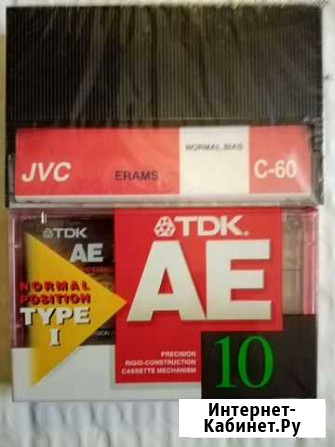 NORMAL BIAS
JVC ERAMS C-60
TDK
AE
TDK.
AE
NORMAL
POSITION
TYPE
I
PRECISION
RIGID-CONSTRUCTION
CASSETTE MECHANISM
10
Интернет-
Кабинет.Ру